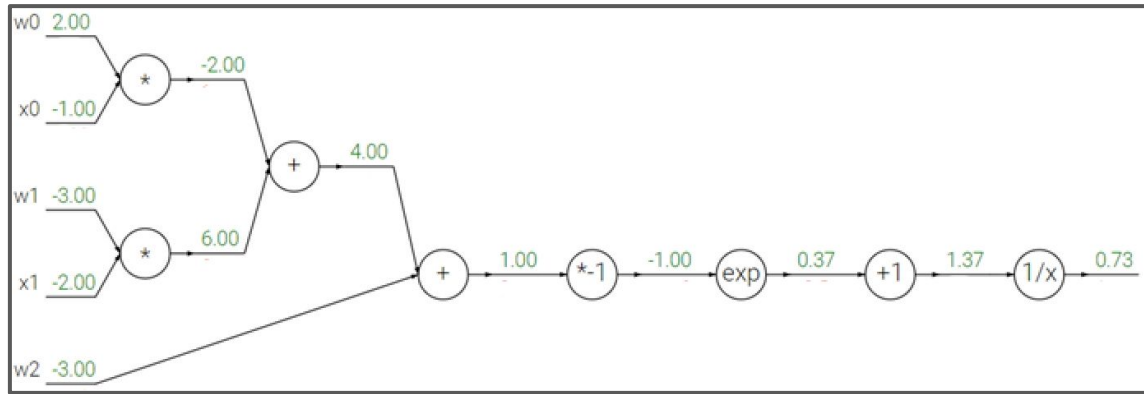 w0 2.00
*
-2.00
x0 -1.00
+
4.00
w1 -3.00
*
6.00
x1 -2.00
+
1.00
*-1
-1.00
exp
0.37
+1
1.37
1/x
0.73
w2 -3.00